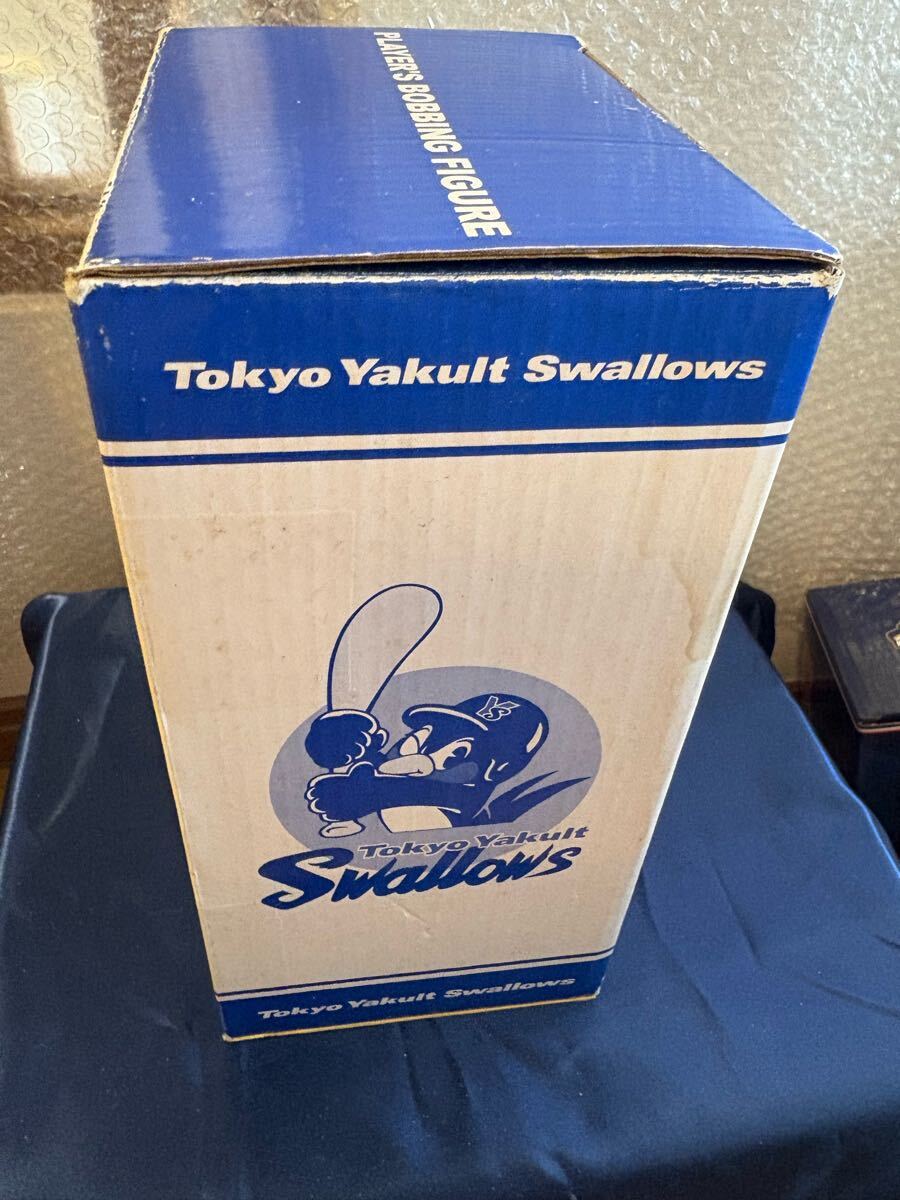 PLAYER'S BOBBING FIGURE
Tokyo Yakult Swallows
YS
Tokyo Yakult
Swallows
Tokyo Yakult Swallows